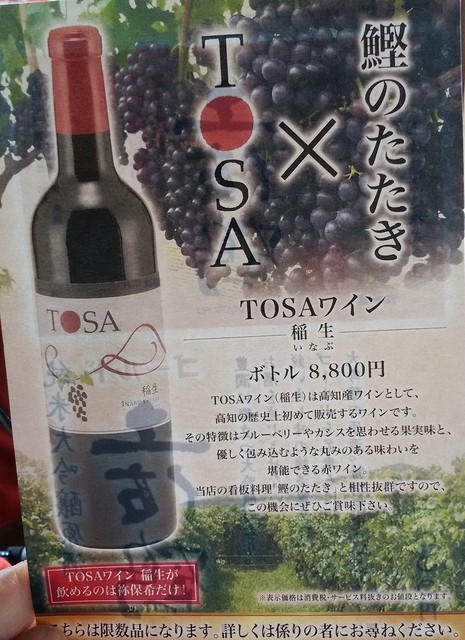 鰹のたたき
×
TOSA
TOSA
稲生
TOSAワイン
稲生
いなぶ
ボトル 8,800円
TOSAワイン(稲生)は高知産ワインとして、
高知の歴史上初めて販売するワインです。
その特徴はブルーベリーやカシスを思わせる果実味と、
優しく包み込むような丸みのある味わいを
堪能できる赤ワイン。
当店の看板料理「鰹のたたき」と相性抜群ですので、
この機会にぜひご賞味下さい。
TOSAワイン 稲生が
飲めるのは祢保希だけ!
※表示価格は消費税・サービス料抜きのお値段となります。
こちらは限数品になります。詳しくは係りの者にお尋ねください